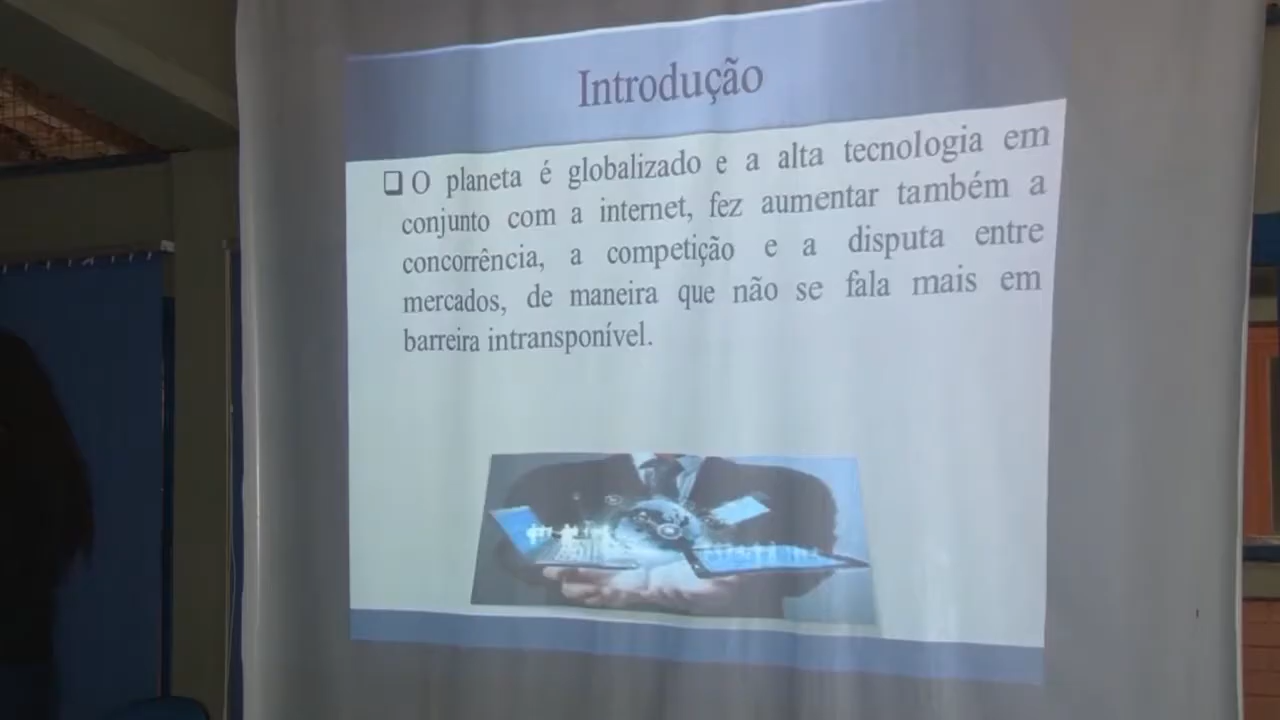 Introdução
❑ O planeta é globalizado e a alta tecnologia em
conjunto com a internet, fez aumentar também a
concorrência, a competição e a disputa entre
mercados, de maneira que não se fala mais em
barreira intransponível.